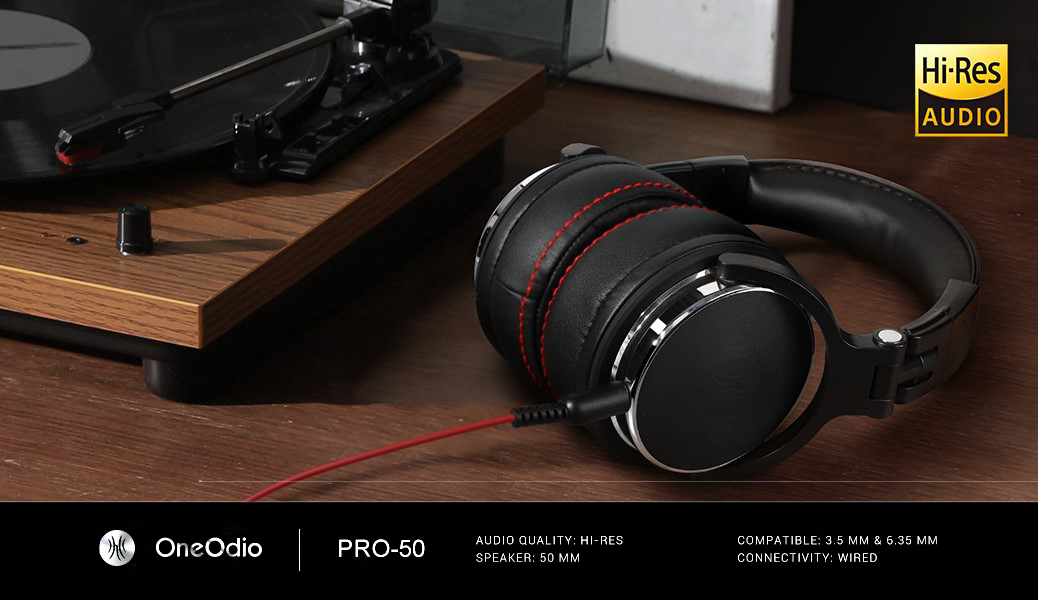 Hi-Res
AUDIO
OneOdio
PRO-50
AUDIO QUALITY: HI-RES
SPEAKER: 50 MM
COMPATIBLE: 3.5 MM & 6.35 MM
CONNECTIVITY: WIRED